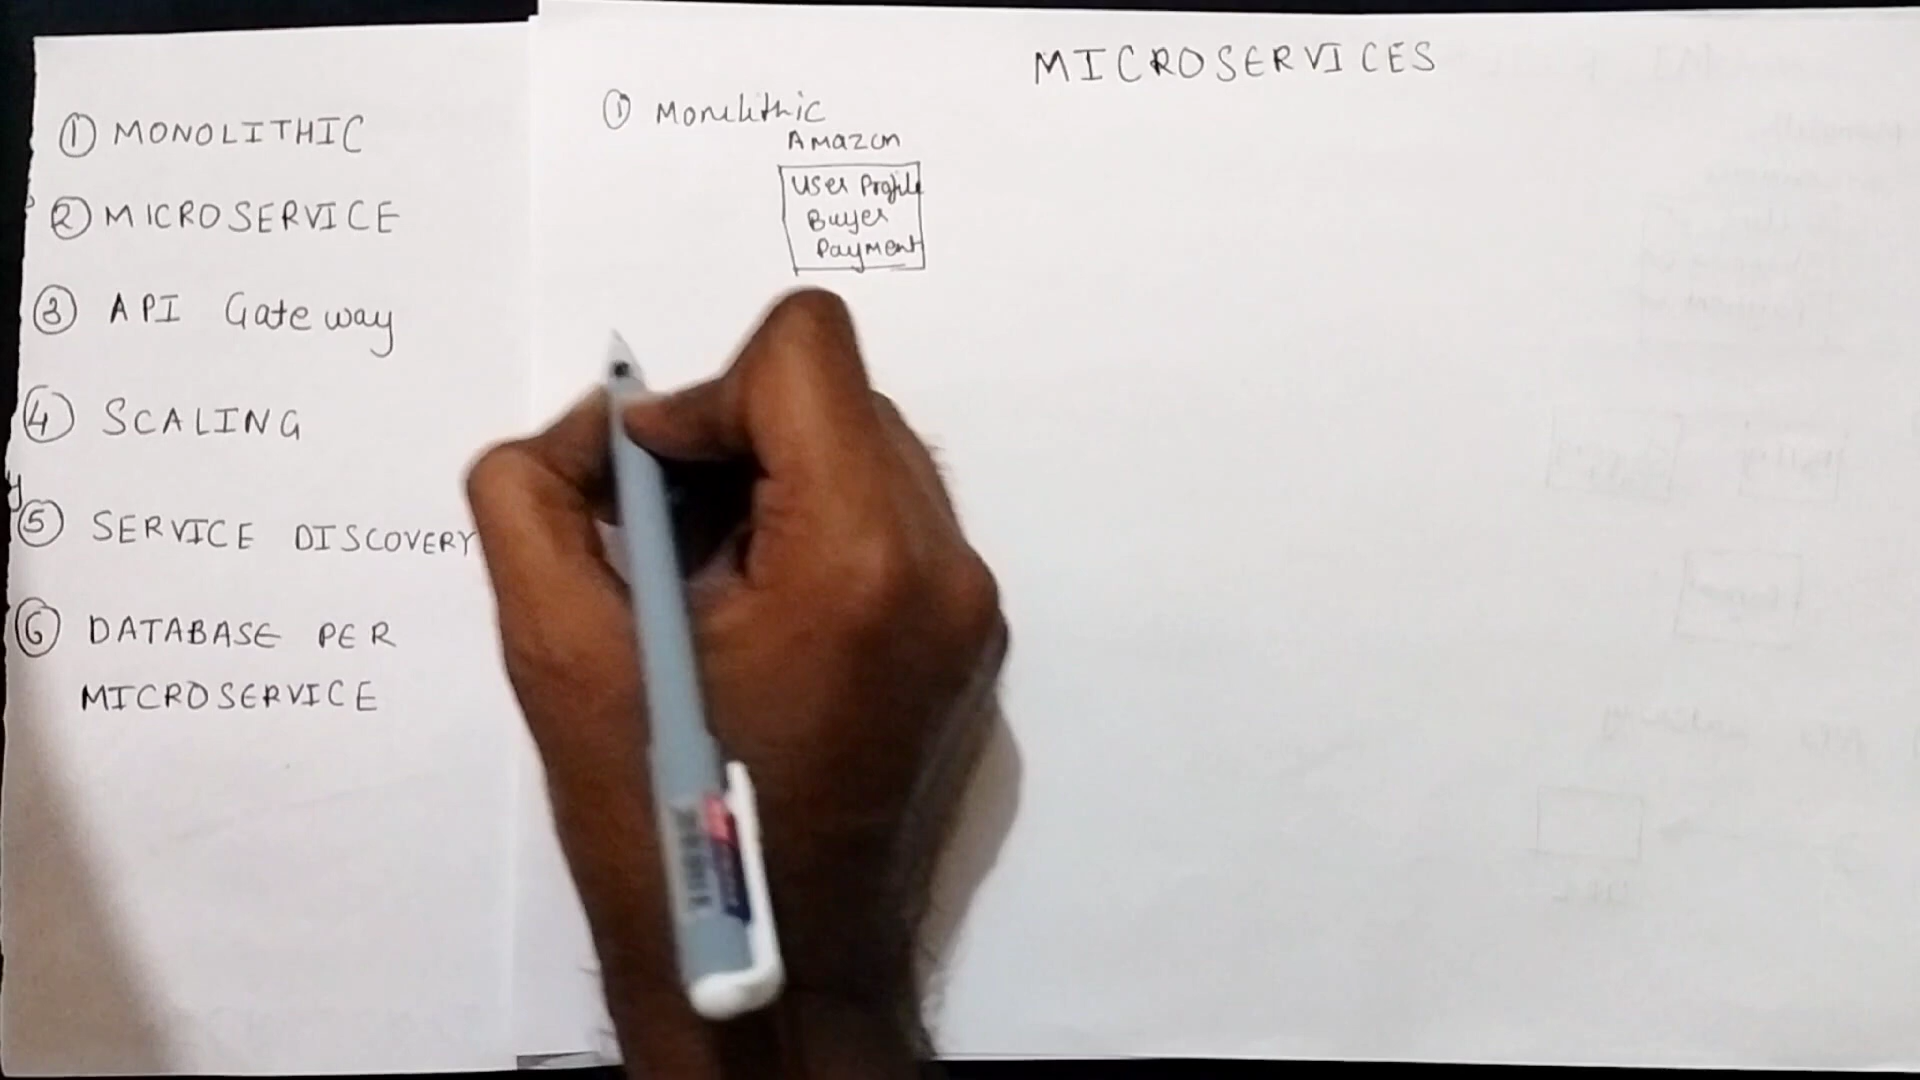 ① MONOLITHIC
② MICROSERVICE
③ API Gateway
④ SCALING
⑤ SERVICE DISCOVERY
⑥ DATABASE PER
MICROSERVICE
MICROSERVICES
① Monolithic
Amazon
User Profile
Buyer
Payment